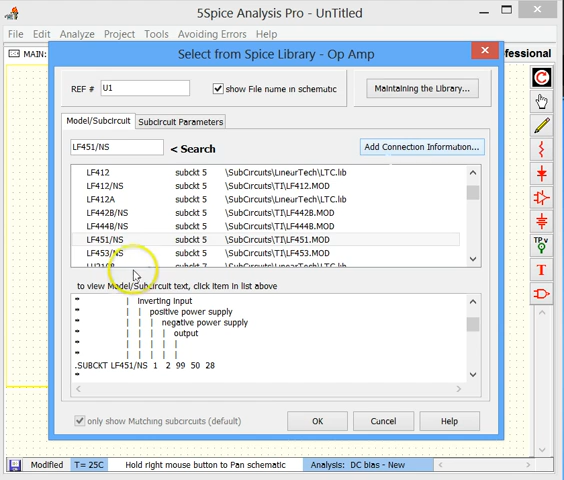 5Spice Analysis Pro - UnTitled
File Edit Analyze Project Tools Avoiding Errors Help
MAIN:
ofessional
Select from Spice Library - Op Amp
REF # U1
show File name in schematic
Maintaining the Library...
Model/Subcircuit Subcircuit Parameters
LF451/NS < Search Add Connection Information...
LF412 subckt 5 \SubCircuits\LinearTech\LTC.lib
LF412/NS subckt 5 \SubCircuits\TI\LF412.MOD
LF412A subckt 5 \SubCircuits\LinearTech\LTC.lib
LF442B/NS subckt 5 \SubCircuits\TI\LF442B.MOD
LF444B/NS subckt 5 \SubCircuits\TI\LF444B.MOD
LF451/NS subckt 5 \SubCircuits\TI\LF451.MOD
LF453/NS subckt 5 \SubCircuits\TI\LF453.MOD
to view Model/Subcircuit text, click item in list above
* | inverting input
* | | positive power supply
* | | | negative power supply
* | | | | output
* | | | | |
* | | | | |
.SUBCKT LF451/NS 1 2 99 50 28
*
only show Matching subcircuits (default)
OK Cancel Help
C
TP v
T
Modified T= 25C Hold right mouse button to Pan schematic Analysis: DC bias - New